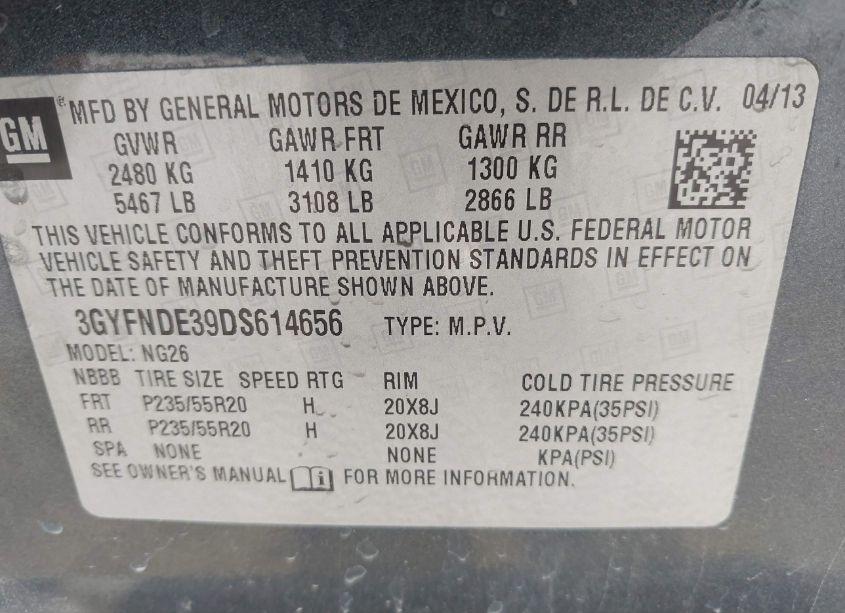 GM
® MFD BY GENERAL MOTORS DE MEXICO, S. DE R.L. DE C.V. 04/13
GVWR GAWR FRT GAWR RR
2480 KG 1410 KG 1300 KG
5467 LB 3108 LB 2866 LB
THIS VEHICLE CONFORMS TO ALL APPLICABLE U.S. FEDERAL MOTOR
VEHICLE SAFETY AND THEFT PREVENTION STANDARDS IN EFFECT ON
THE DATE OF MANUFACTURE SHOWN ABOVE.
3GYFNDE39DS614656 TYPE: M.P.V.
MODEL: NG26
NBBB TIRE SIZE SPEED RTG RIM COLD TIRE PRESSURE
FRT P235/55R20 H 20X8J 240KPA(35PSI)
RR P235/55R20 H 20X8J 240KPA(35PSI)
SPA NONE NONE KPA(PSI)
SEE OWNER'S MANUAL i FOR MORE INFORMATION.